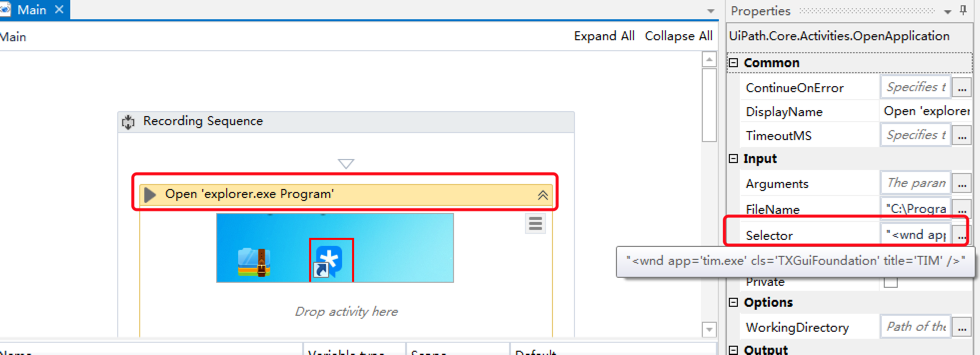 Main
Properties
Main
Expand All Collapse All
UiPath.Core.Activities.OpenApplication
Common
ContinueOnError Specifies t ...
DisplayName Open 'explorer
TimeoutMS Specifies t ...
Recording Sequence
Input
Open 'explorer.exe Program'
Arguments The paran ...
FileName "C:\Progra ...
Selector "<wnd app ...
"<wnd app='tim.exe' cls='TXGuiFoundation' title='TIM' />"
Private
Drop activity here
Options
WorkingDirectory Path of the ...
Output
Name Variable type Scope Default